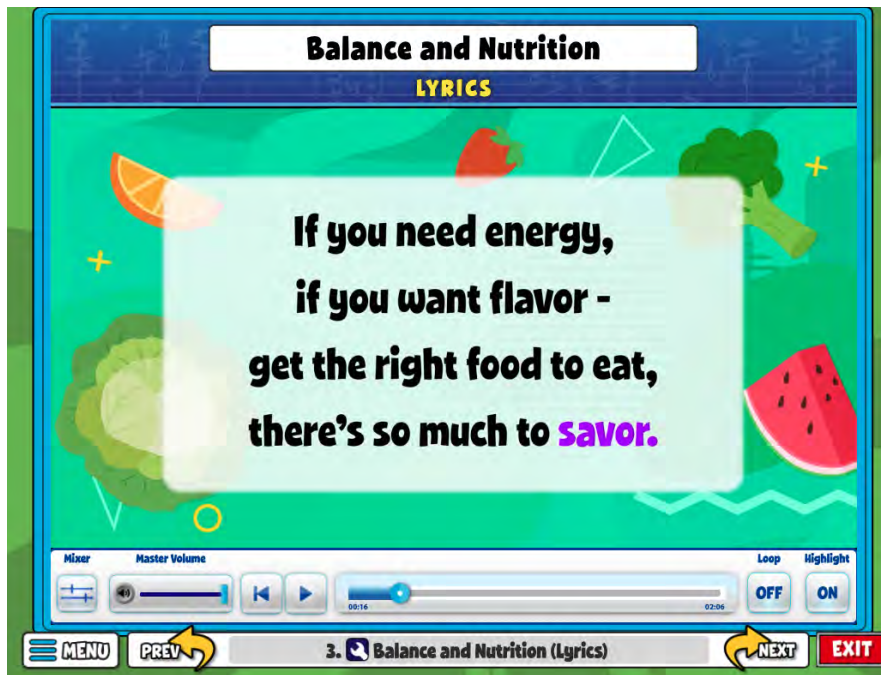 Balance and Nutrition
LYRICS
If you need energy,
if you want flavor -
get the right food to eat,
there's so much to savor.
Mixer
Master Volume
Loop
Highlight
00:16
02:06
OFF
ON
MENU
PREV
3. Balance and Nutrition (Lyrics)
NEXT
EXIT